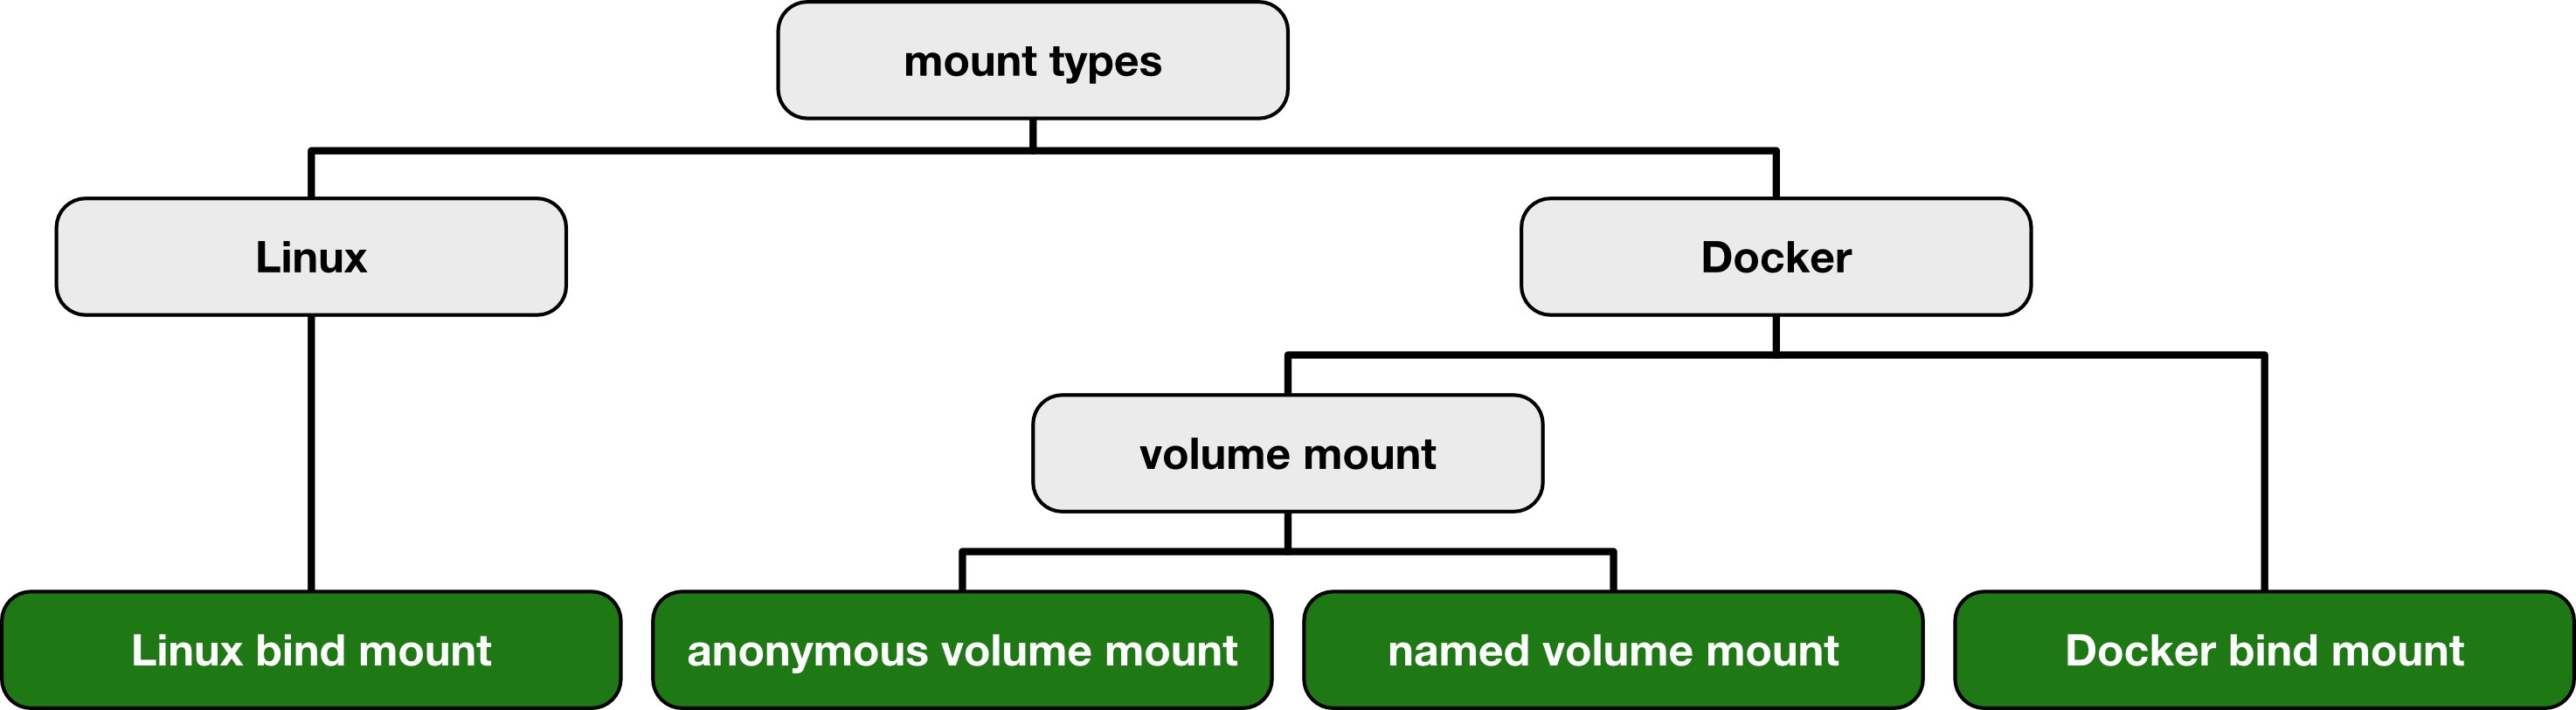 mount types
Linux
Docker
volume mount
Linux bind mount
anonymous volume mount
named volume mount
Docker bind mount